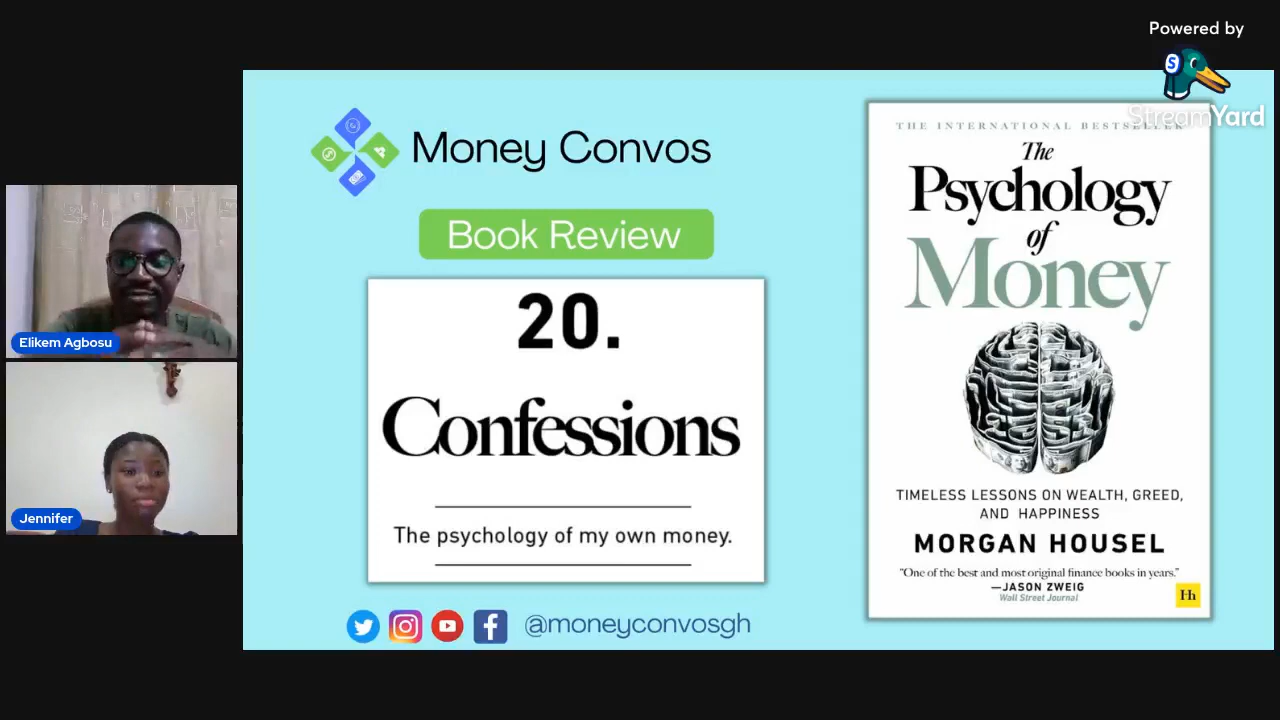 Powered by
StreamYard
Money Convos
Book Review
20.
Confessions
The psychology of my own money.
@moneyconvosgh
THE INTERNATIONAL BESTSELLER
The
Psychology
of
Money
TIMELESS LESSONS ON WEALTH, GREED,
AND HAPPINESS
MORGAN HOUSEL
“One of the best and most original finance books in years.”
—JASON ZWEIG
Wall Street Journal
Hh
Elikem Agbosu
Jennifer